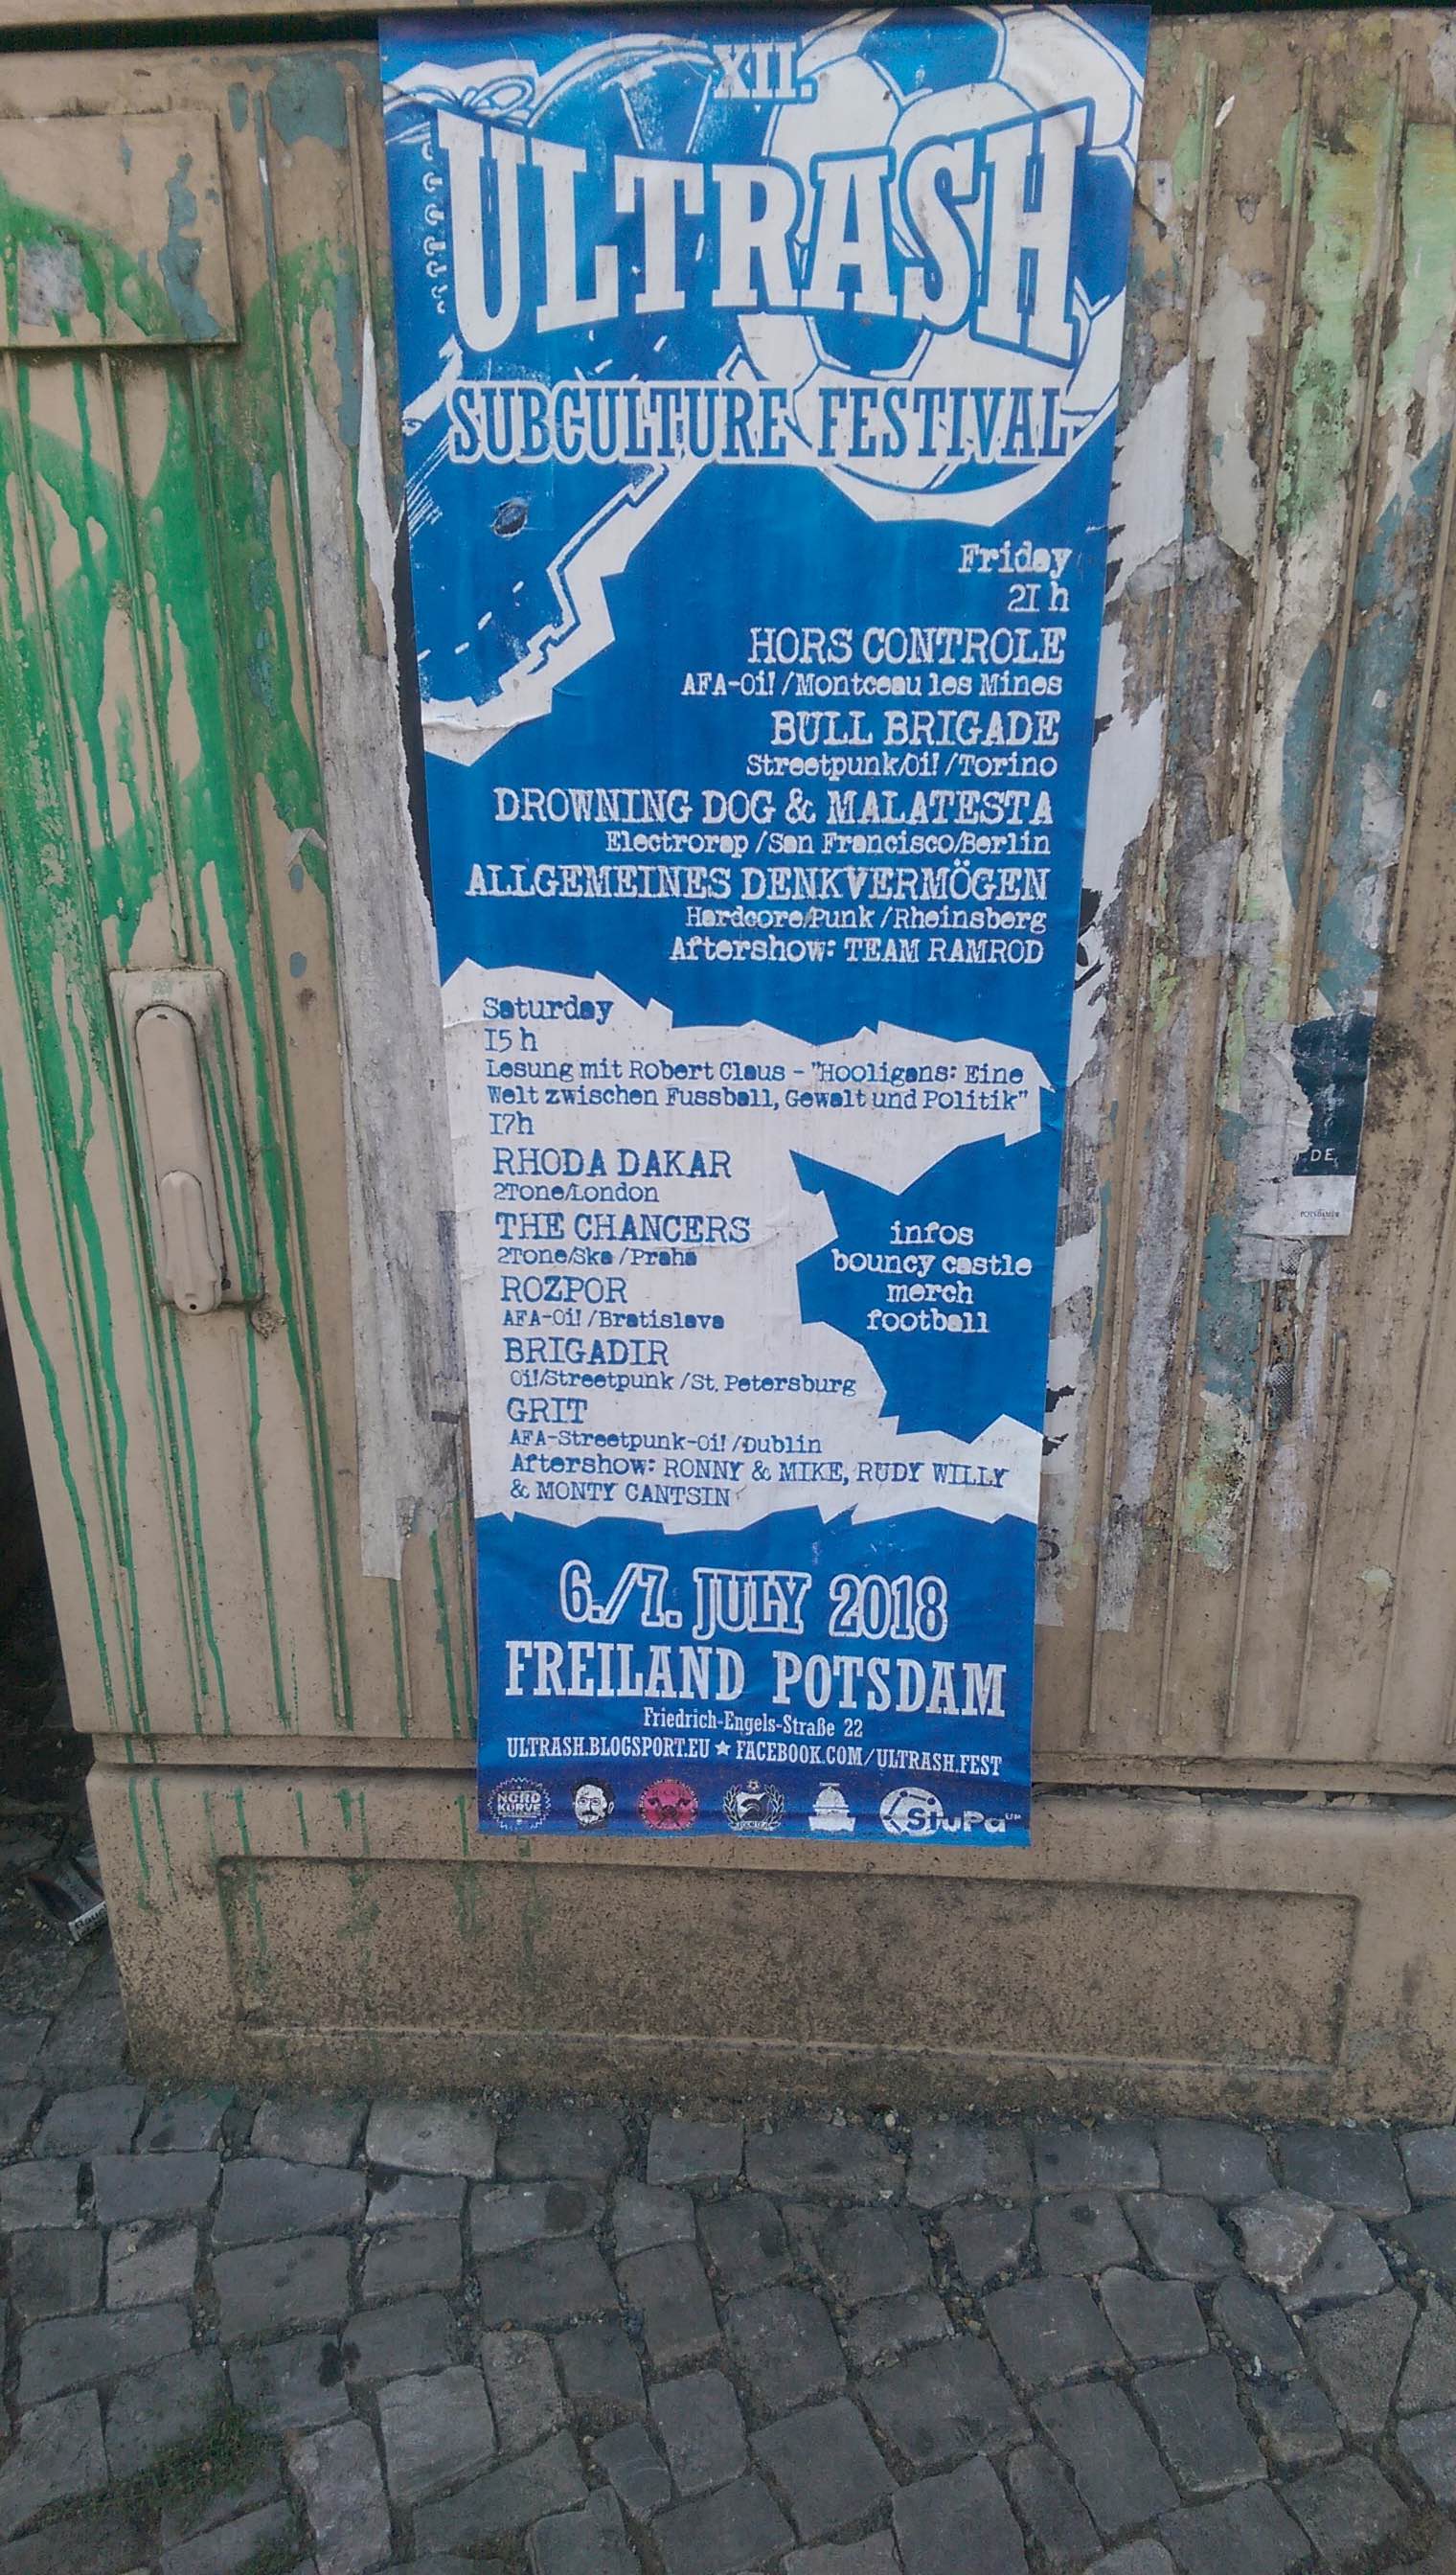 XII.
ULTRASH
SUBCULTURE FESTIVAL
Friday
21 h
HORS CONTROLE
AFA-Oi! /Montceau les Mines
BULL BRIGADE
Streetpunk/Oi! /Torino
DROWNING DOG & MALATESTA
Electrorap /San Francisco/Berlin
ALLGEMEINES DENKVERMÖGEN
Hardcore/Punk /Rheinsberg
Aftershow: TEAM RAMROD
Saturday
15 h
Lesung mit Robert Claus - "Hooligans: Eine
Welt zwischen Fussball, Gewalt und Politik"
17h
RHODA DAKAR
2Tone/London
THE CHANCERS
2Tone/Ska /Praha
ROZPOR
AFA-Oi! /Bratislava
BRIGADIR
Oi!/Streetpunk /St. Petersburg
GRIT
AFA-Streetpunk-Oi! /Dublin
Aftershow: RONNY & MIKE, RUDY WILLY
& MONTY CANTSIN
infos
bouncy castle
merch
football
6./7. JULY 2018
FREILAND POTSDAM
Friedrich-Engels-Straße 22
ULTRASH.BLOGSPORT.EU ★ FACEBOOK.COM/ULTRASH.FEST
NORD
KURVE
StuPa
DE